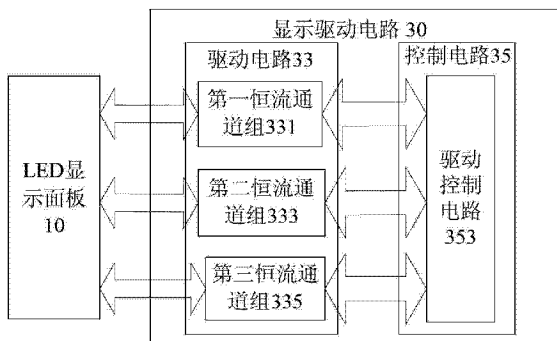 显示驱动电路 30
驱动电路33
控制电路35
LED显
示面板
10
第一恒流通
道组331
第二恒流通
道组333
第三恒流通
道组335
驱动
控制
电路
353